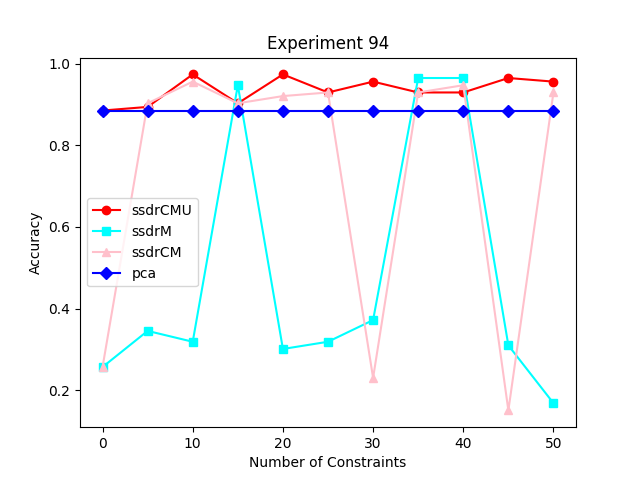 Experiment 94
1.0
0.8
0.6
0.4
0.2
Accuracy
ssdrCMU
ssdrM
ssdrCM
pca
0 10 20 30 40 50
Number of Constraints